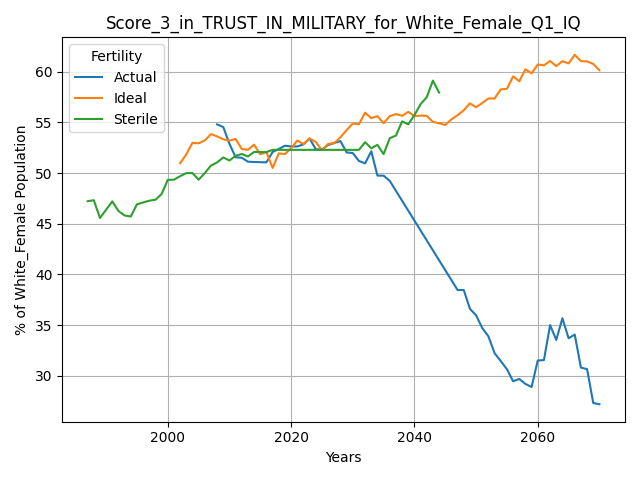 Score_3_in_TRUST_IN_MILITARY_for_White_Female_Q1_IQ
Fertility
Actual
Ideal
Sterile
% of White_Female Population
60
55
50
45
40
35
30
2000
2020
2040
2060
Years